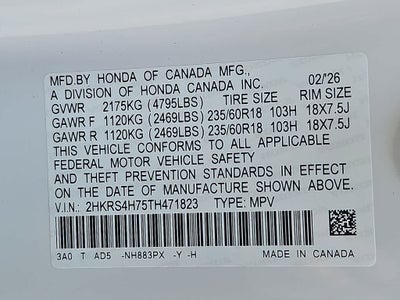 MFD.BY HONDA OF CANADA MFG.,
A DIVISION OF HONDA CANADA INC. 02/'26
GVWR 2175KG (4795LBS) TIRE SIZE RIM SIZE
GAWR F 1120KG (2469LBS) 235/60R18 103H 18X7.5J
GAWR R 1120KG (2469LBS) 235/60R18 103H 18X7.5J
THIS VEHICLE CONFORMS TO ALL APPLICABLE
FEDERAL MOTOR VEHICLE SAFETY
AND THEFT PREVENTION STANDARDS IN EFFECT
ON THE DATE OF MANUFACTURE SHOWN ABOVE.
V.I.N.: 2HKRS4H75TH471823 TYPE: MPV
3A0 T AD5 -NH883PX -Y -H MADE IN CANADA